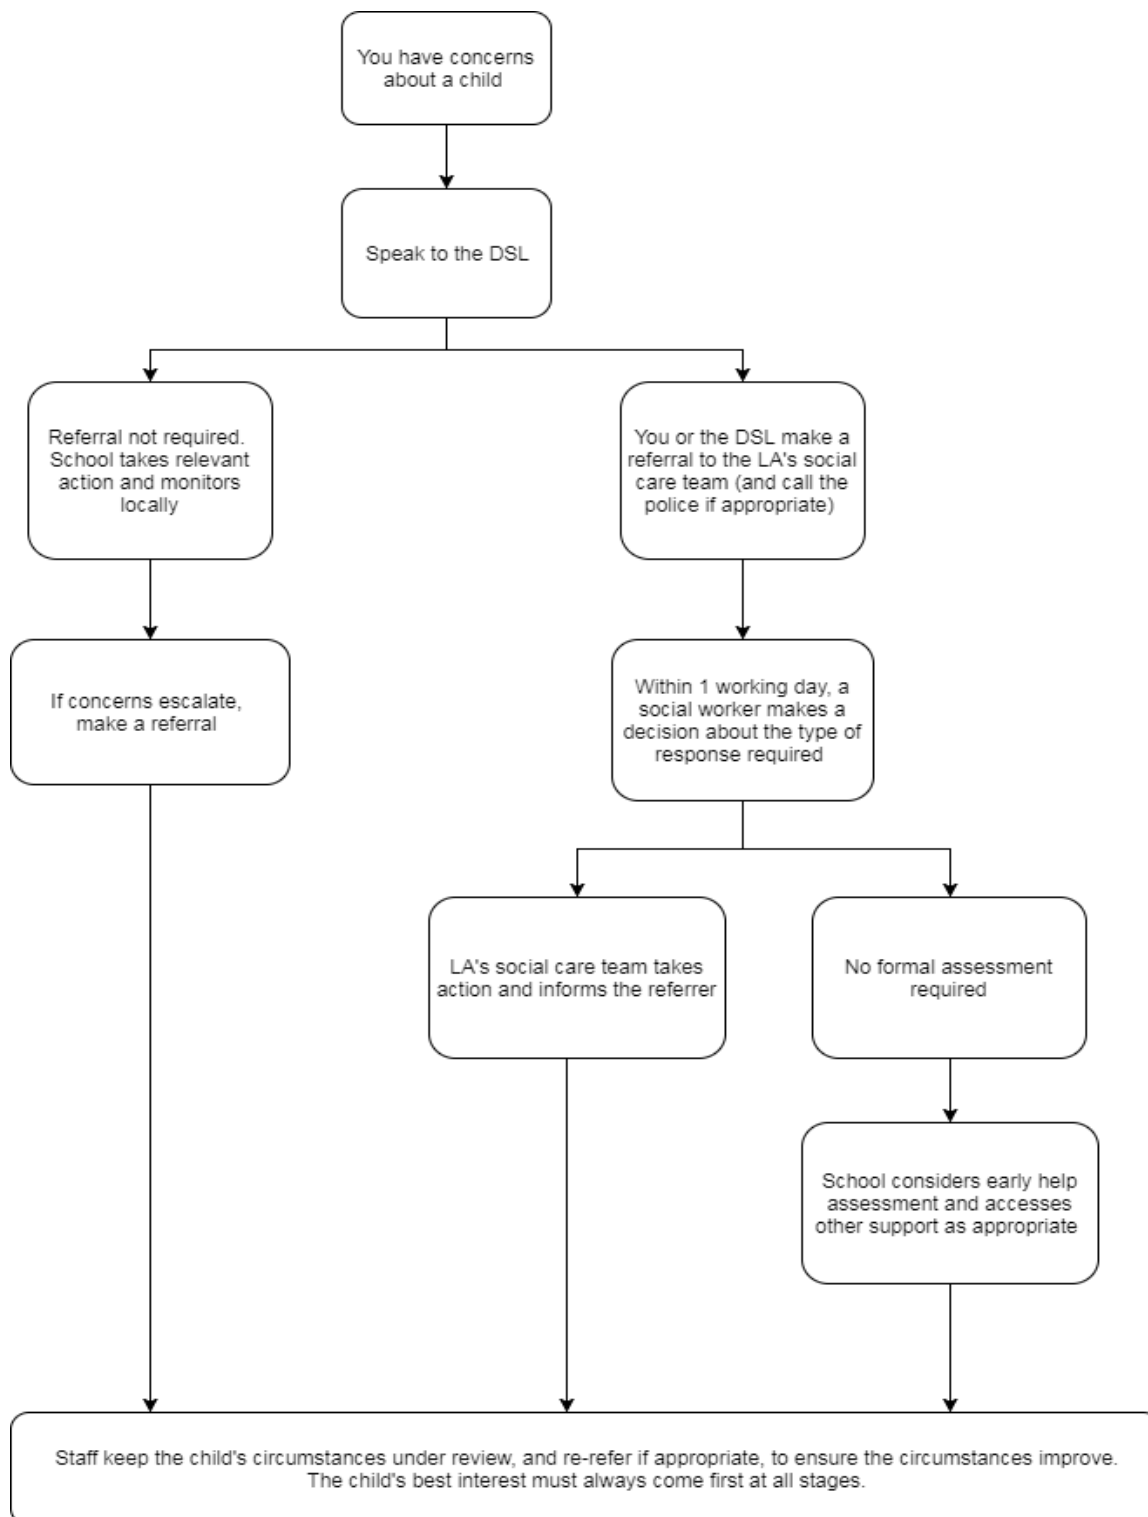 You have concerns
about a child
Speak to the DSL
Referral not required.
School takes relevant
action and monitors
locally
You or the DSL make a
referral to the LA's social
care team (and call the
police if appropriate)
If concerns escalate,
make a referral
Within 1 working day, a
social worker makes a
decision about the type of
response required
LA's social care team takes
action and informs the referrer
No formal assessment
required
School considers early help
assessment and accesses
other support as appropriate
Staff keep the child's circumstances under review, and re-refer if appropriate, to ensure the circumstances improve.
The child's best interest must always come first at all stages.